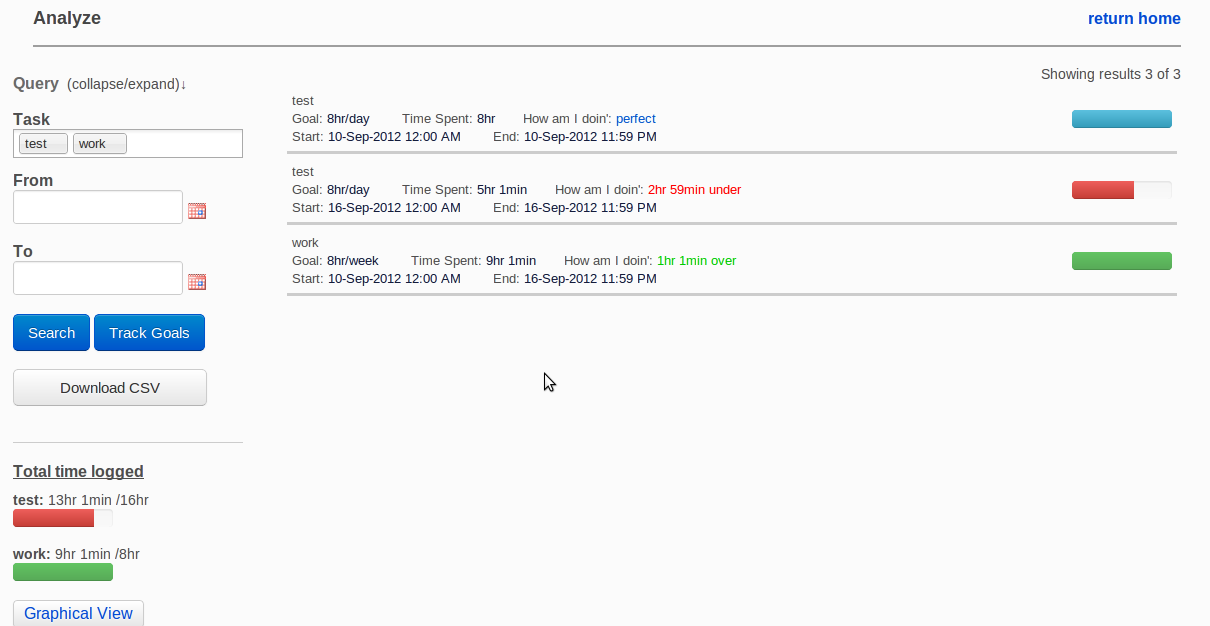 Analyze
return home
Query (collapse/expand)↓
Task
test work
From
To
Search Track Goals
Download CSV
Total time logged
test: 13hr 1min /16hr
work: 9hr 1min /8hr
Graphical View
Showing results 3 of 3
test
Goal: 8hr/day Time Spent: 8hr How am I doin': perfect
Start: 10-Sep-2012 12:00 AM End: 10-Sep-2012 11:59 PM
test
Goal: 8hr/day Time Spent: 5hr 1min How am I doin': 2hr 59min under
Start: 16-Sep-2012 12:00 AM End: 16-Sep-2012 11:59 PM
work
Goal: 8hr/week Time Spent: 9hr 1min How am I doin': 1hr 1min over
Start: 10-Sep-2012 12:00 AM End: 16-Sep-2012 11:59 PM